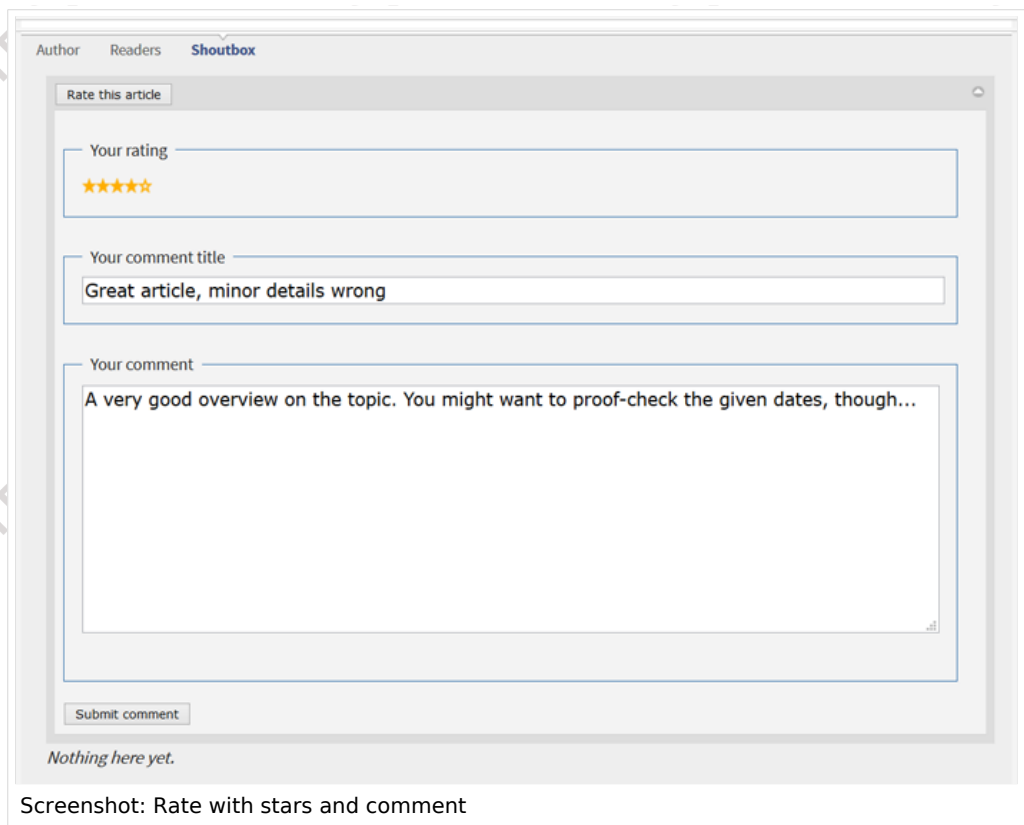 Author Readers Shoutbox
Rate this article
Your rating
Your comment title
Great article, minor details wrong
Your comment
A very good overview on the topic. You might want to proof-check the given dates, though...
Submit comment
Nothing here yet.
Screenshot: Rate with stars and comment